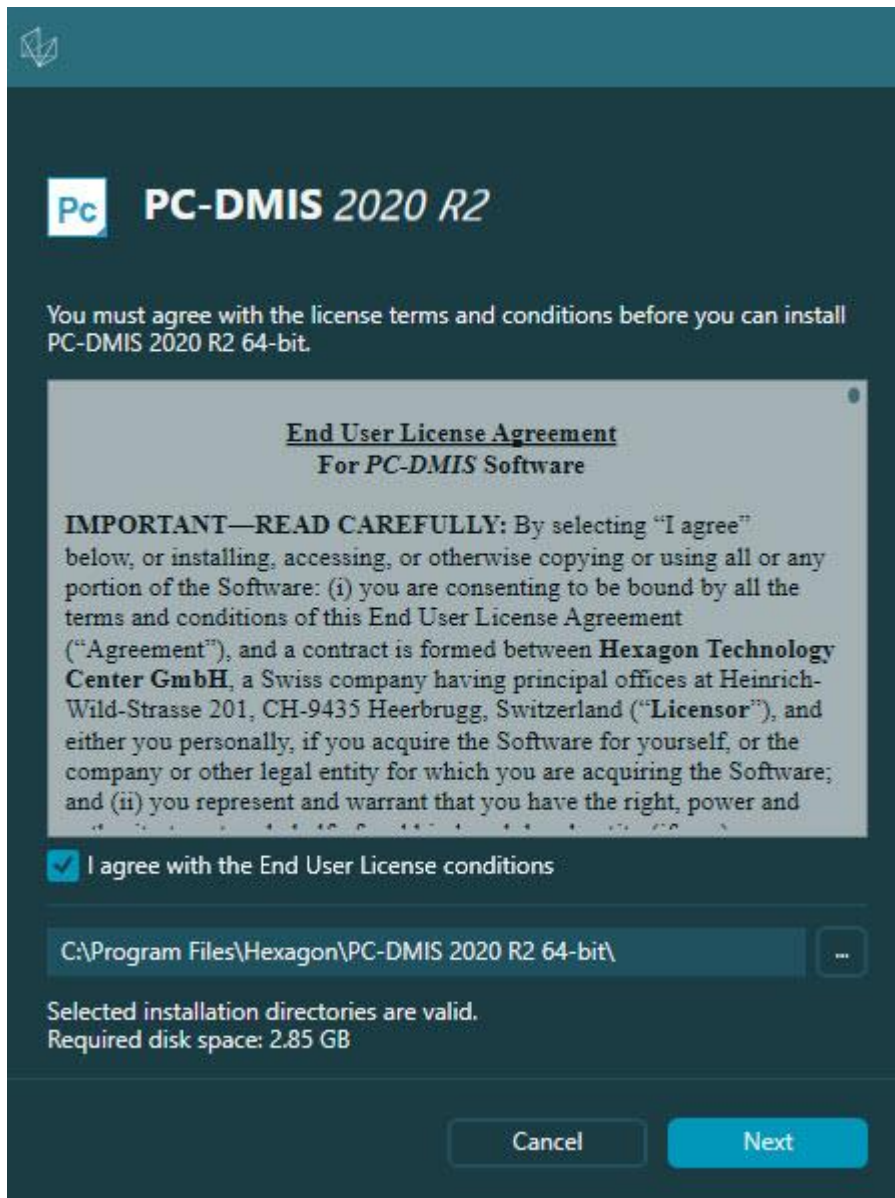 Pc
PC-DMIS 2020 R2
You must agree with the license terms and conditions before you can install
PC-DMIS 2020 R2 64-bit.
End User License Agreement
For PC-DMIS Software
IMPORTANT—READ CAREFULLY: By selecting “I agree”
below, or installing, accessing, or otherwise copying or using all or any
portion of the Software: (i) you are consenting to be bound by all the
terms and conditions of this End User License Agreement
(“Agreement”), and a contract is formed between Hexagon Technology
Center GmbH, a Swiss company having principal offices at Heinrich-
Wild-Strasse 201, CH-9435 Heerbrugg, Switzerland (“Licensor”), and
either you personally, if you acquire the Software for yourself, or the
company or other legal entity for which you are acquiring the Software;
and (ii) you represent and warrant that you have the right, power and
I agree with the End User License conditions
C:\Program Files\Hexagon\PC-DMIS 2020 R2 64-bit\
...
Selected installation directories are valid.
Required disk space: 2.85 GB
Cancel
Next